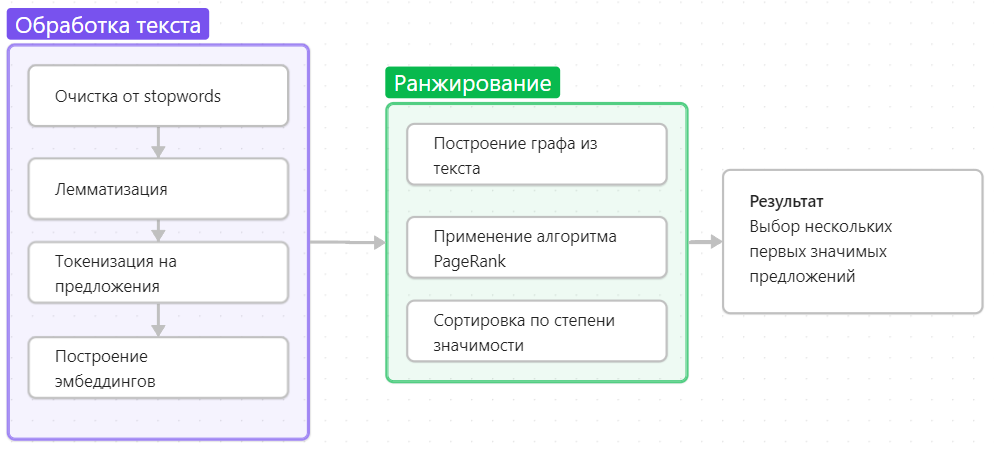 Обработка текста
Очистка от stopwords
Лемматизация
Токенизация на
предложения
Построение
эмбеддингов
Ранжирование
Построение графа из
текста
Применение алгоритма
PageRank
Сортировка по степени
значимости
Результат
Выбор нескольких
первых значимых
предложений